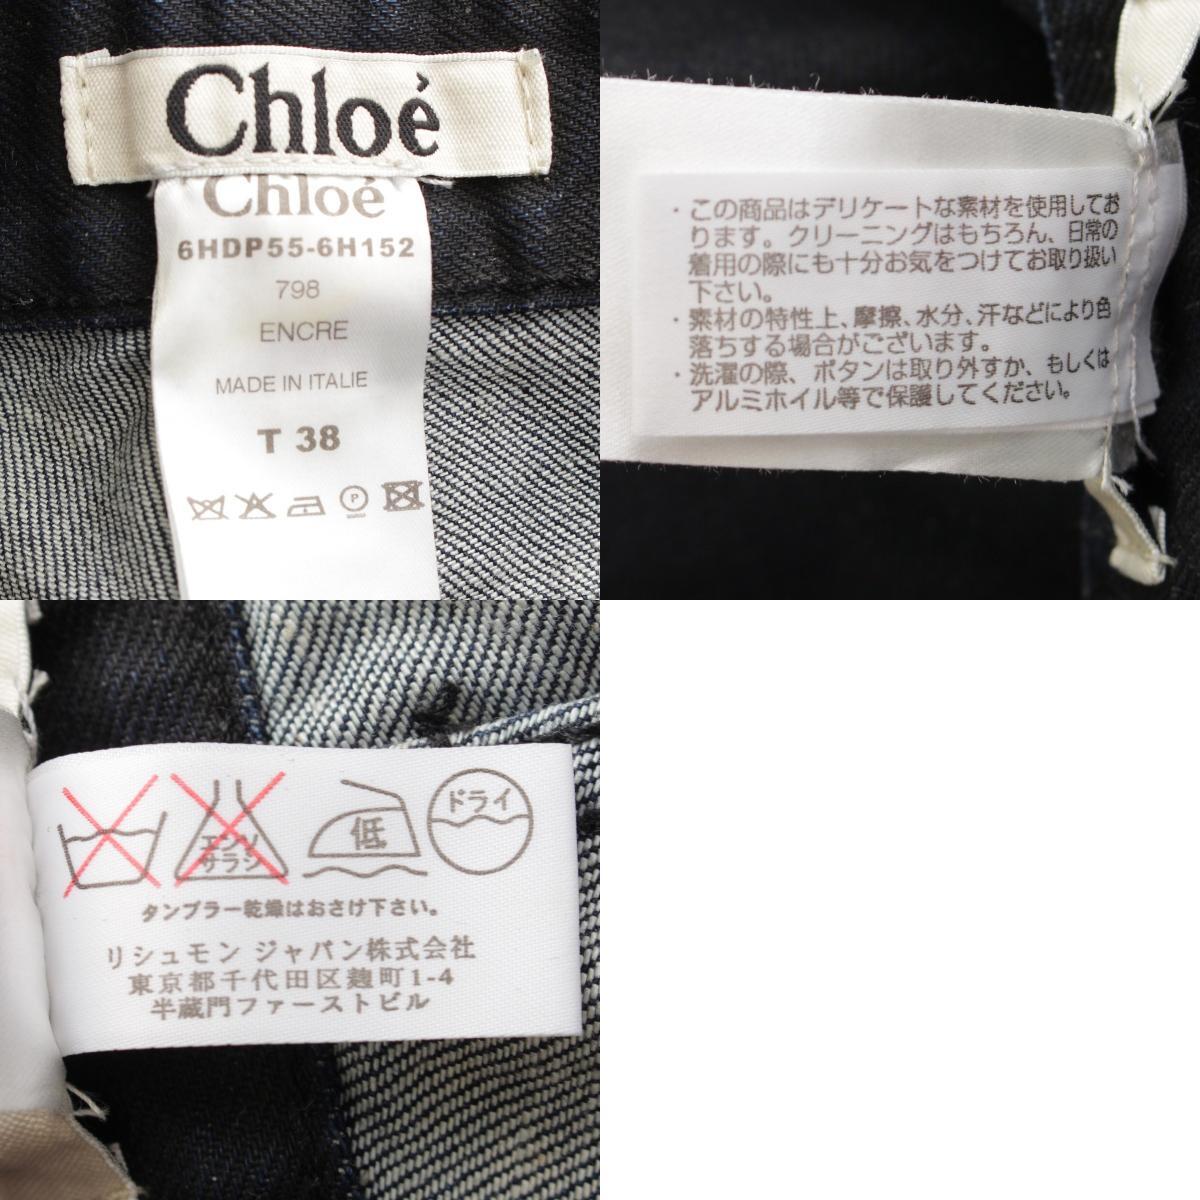 Chloé
Chloé
6HDP55-6H152
798
ENCRE
MADE IN ITALIE
T 38
P
・この商品はデリケートな素材を使用してお
ります。クリーニングはもちろん、日常の
着用の際にも十分お気をつけてお取り扱い
下さい。
・素材の特性上、摩擦、水分、汗などにより色
落ちする場合がございます。
・洗濯の際、ボタンは取り外すか、もしくは
アルミホイル等で保護してください。
エンソ
サラシ
低
ドライ
タンブラー乾燥はおさけ下さい。
リシュモン ジャパン株式会社
東京都千代田区麹町1-4
半蔵門ファーストビル